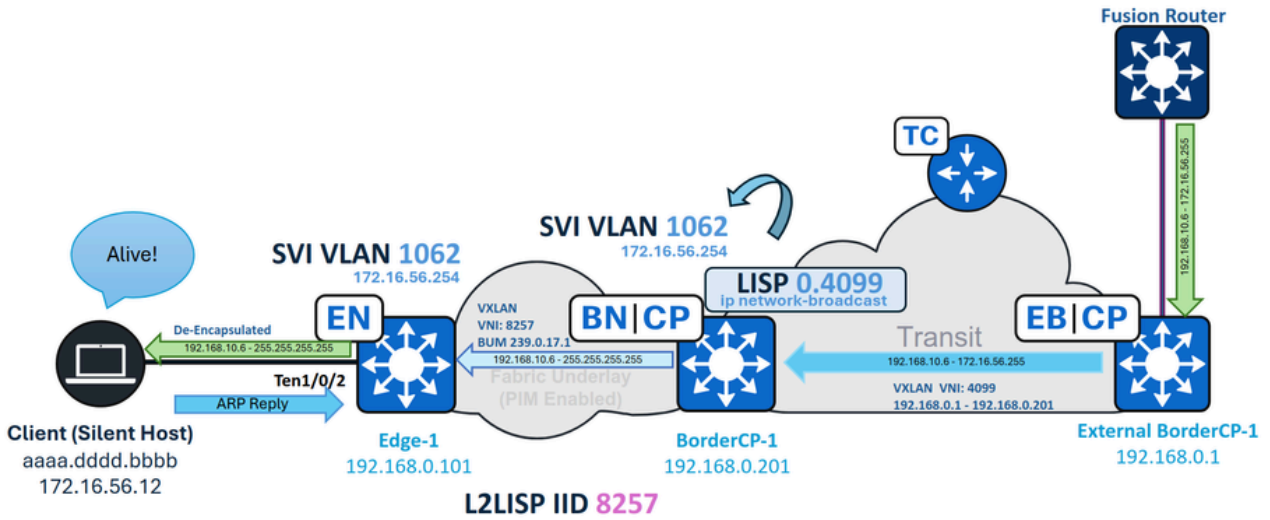 Fusion Router
192.168.10.6 - 172.16.56.255
TC
SVI VLAN 1062
172.16.56.254
Alive!
SVI VLAN 1062
172.16.56.254
LISP 0.4099
ip network-broadcast
EN
VXLAN
VNI: 8257
BUM 239.0.17.1
BN|CP
EB|CP
Transit
De-Encapsulated
192.168.10.6 - 255.255.255.255
192.168.10.6 - 255.255.255.255
192.168.10.6 - 172.16.56.255
Fabric Underlay
(PIM Enabled)
Ten1/0/2
ARP Reply
VXLAN VNI: 4099
192.168.0.1 - 192.168.0.201
Client (Silent Host)
aaaa.dddd.bbbb
172.16.56.12
Edge-1
192.168.0.101
BorderCP-1
192.168.0.201
External BorderCP-1
192.168.0.1
L2LISP IID 8257